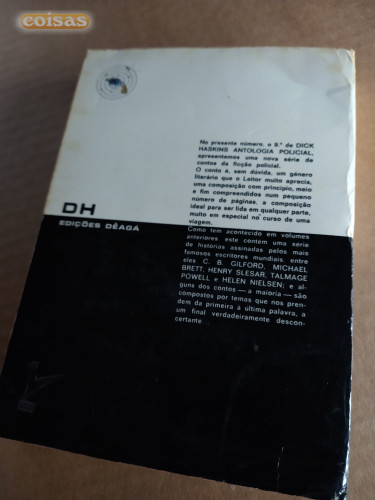 coisas
No presente número, o 9.º de DICK
HASKINS ANTOLOGIA POLICIAL,
apresentamos uma nova série de
contos da ficção policial.
O conto é, sem dúvida, um género
literário que o Leitor muito aprecia,
uma composição com princípio, meio
e fim compreendidos num pequeno
número de páginas, a composição
ideal para ser lida em qualquer parte,
muito em especial no curso de uma
viagem.
DH
EDIÇÕES DÊAGÁ
Como tem acontecido em volumes
anteriores este contém uma série
de histórias assinadas pelos mais
famosos escritores mundiais entre
eles C. B. GILFORD, MICHAEL
BRETT, HENRY SLESAR, TALMAGE
POWELL e HELEN NIELSEN; e al-
guns dos contos — a maioria — são
compostos por temas que nos pren-
dem da primeira à última palavra, a
um final verdadeiramente descon-
certante...